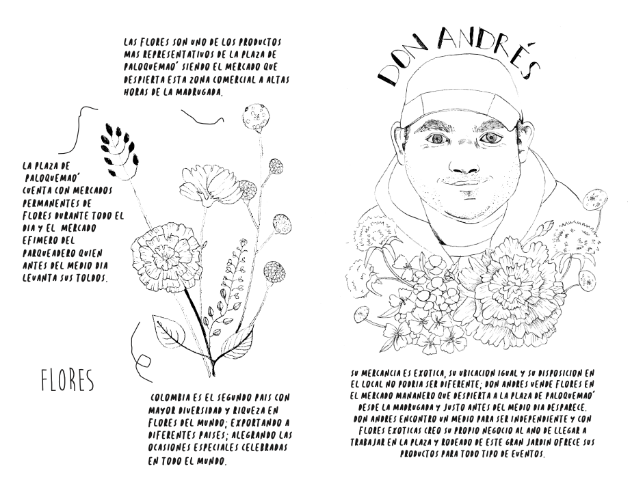 LAS FLORES SON UNO DE LOS PRODUCTOS
MAS REPRESENTATIVOS DE LA PLAZA DE
PALOQUEMAO' SIENDO EL MERCADO QUE
DESPIERTA ESTA ZONA COMERCIAL A ALTAS
HORAS DE LA MADRUGADA.
LA PLAZA DE
PALOQUEMAO'
CUENTA CON MERCADOS
PERMANENTES DE
FLORES DURANTE TODO EL
DIA Y EL MERCADO
EFIMERO DEL
PARQUEADERO QUIEN
ANTES DEL MEDIO DIA
LEVANTA SUS TOLDOS.
FLORES
COLOMBIA ES EL SEGUNDO PAIS CON
MAYOR DIVERSIDAD Y RIQUEZA EN
FLORES DEL MUNDO; EXPORTANDO A
DIFERENTES PAISES; ALEGRANDO LAS
OCASIONES ESPECIALES CELEBRADAS
EN TODO EL MUNDO.
DON ANDRÉS
SU MERCANCIA ES EXOTICA, SU UBICACION IGUAL Y SU DISPOSICION EN
EL LOCAL NO PODRIA SER DIFERENTE; DON ANDRES VENDE FLORES EN
EL MERCADO MAÑANERO QUE DESPIERTA A LA PLAZA DE PALOQUEMAO'
DESDE LA MADRUGADA Y JUSTO ANTES DEL MEDIO DIA DESPARECE.
DON ANDRES ENCONTRO UN MEDIO PARA SER INDEPENDIENTE Y CON
FLORES EXOTICAS CREO SU PROPIO NEGOCIO AL AÑO DE LLEGAR A
TRABAJAR EN LA PLAZA Y RODEADO DE ESTE GRAN JARDIN OFRECE SUS
PRODUCTOS PARA TODO TIPO DE EVENTOS.